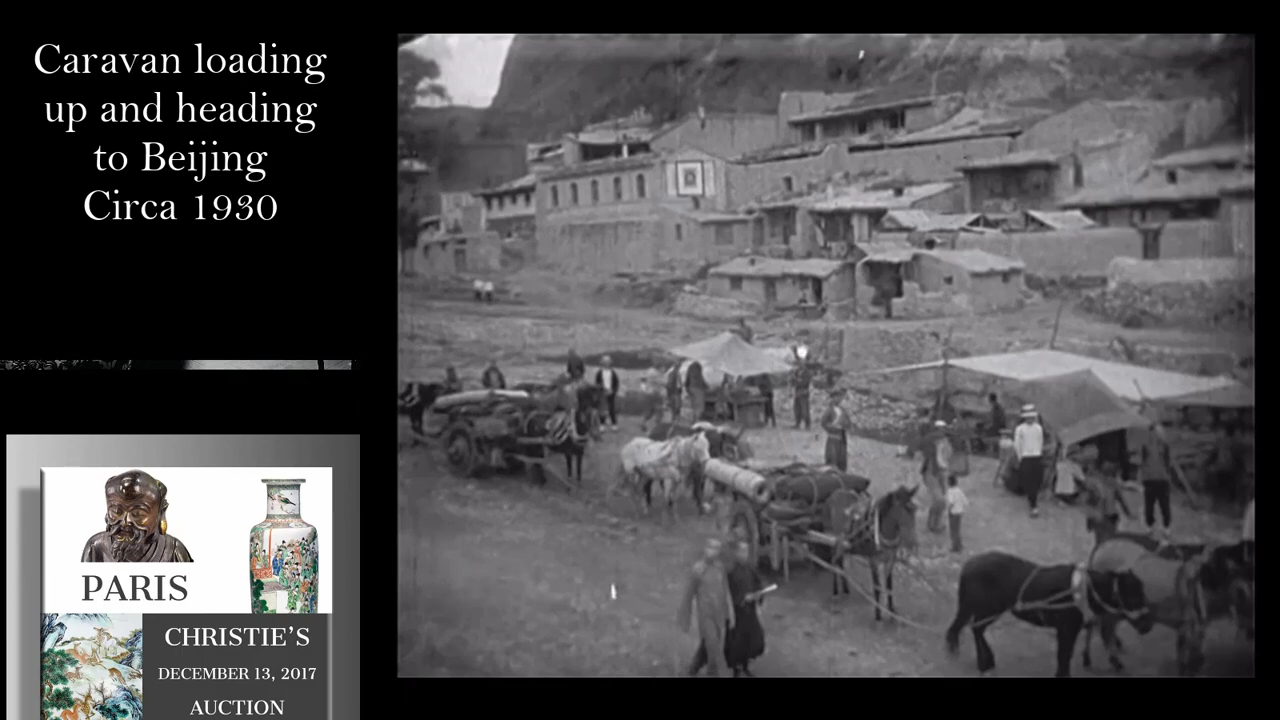 Caravan loading
up and heading
to Beijing
Circa 1930
PARIS
CHRISTIE'S
DECEMBER 13, 2017
AUCTION